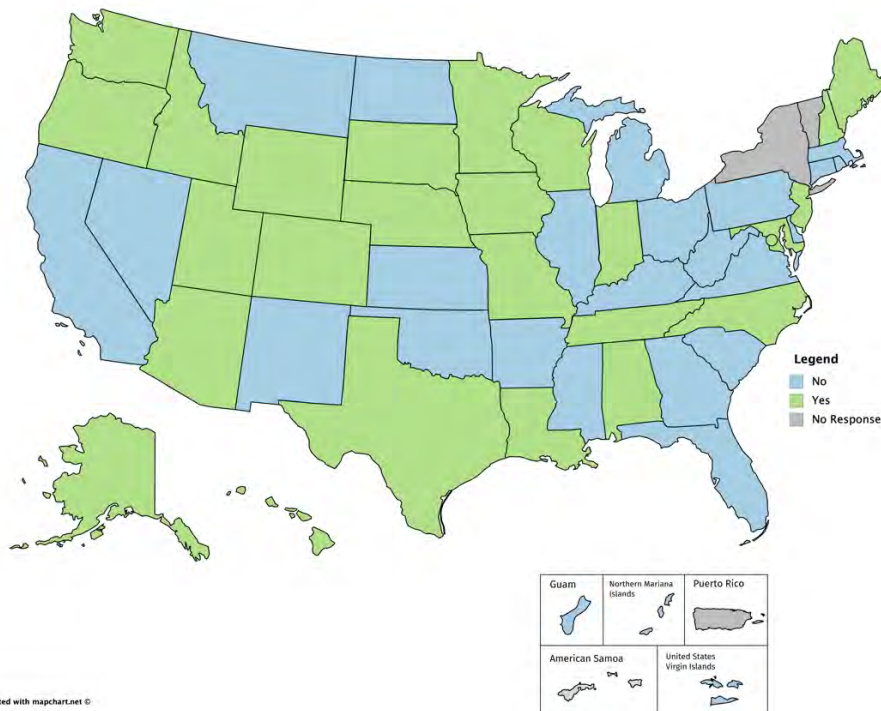 Legend
No
Yes
No Response
Guam
Northern Mariana
Islands
Puerto Rico
American Samoa
United States
Virgin Islands
ted with mapchart.net ©